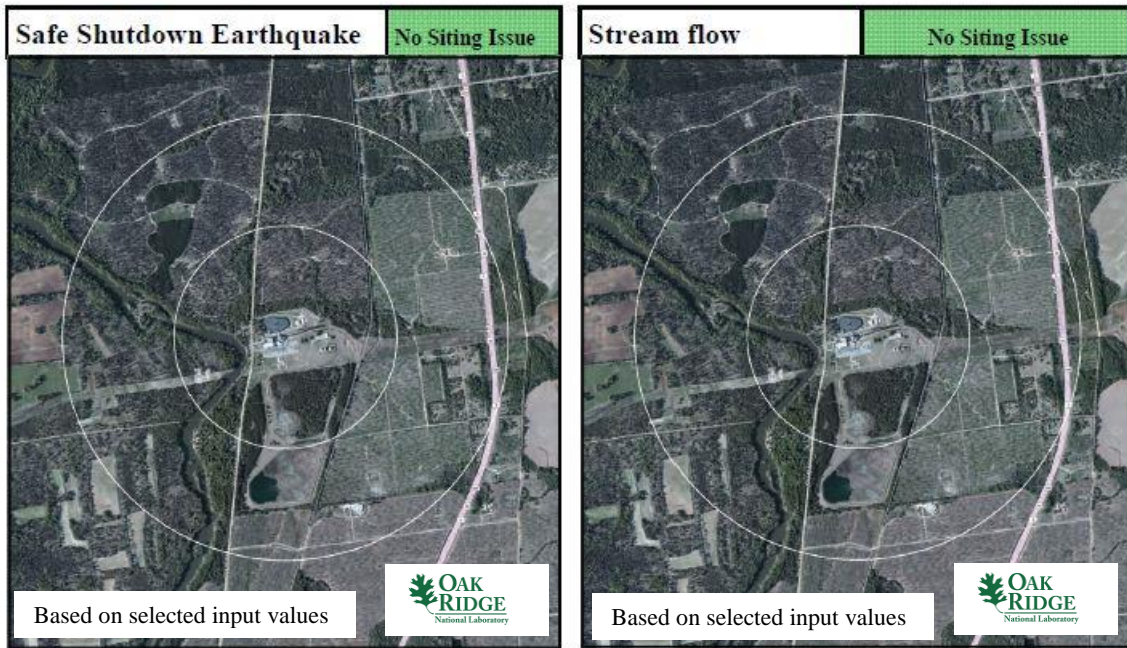 Safe Shutdown Earthquake
No Siting Issue
Based on selected input values
OAK
RIDGE
National Laboratory
Stream flow
No Siting Issue
Based on selected input values
OAK
RIDGE
National Laboratory